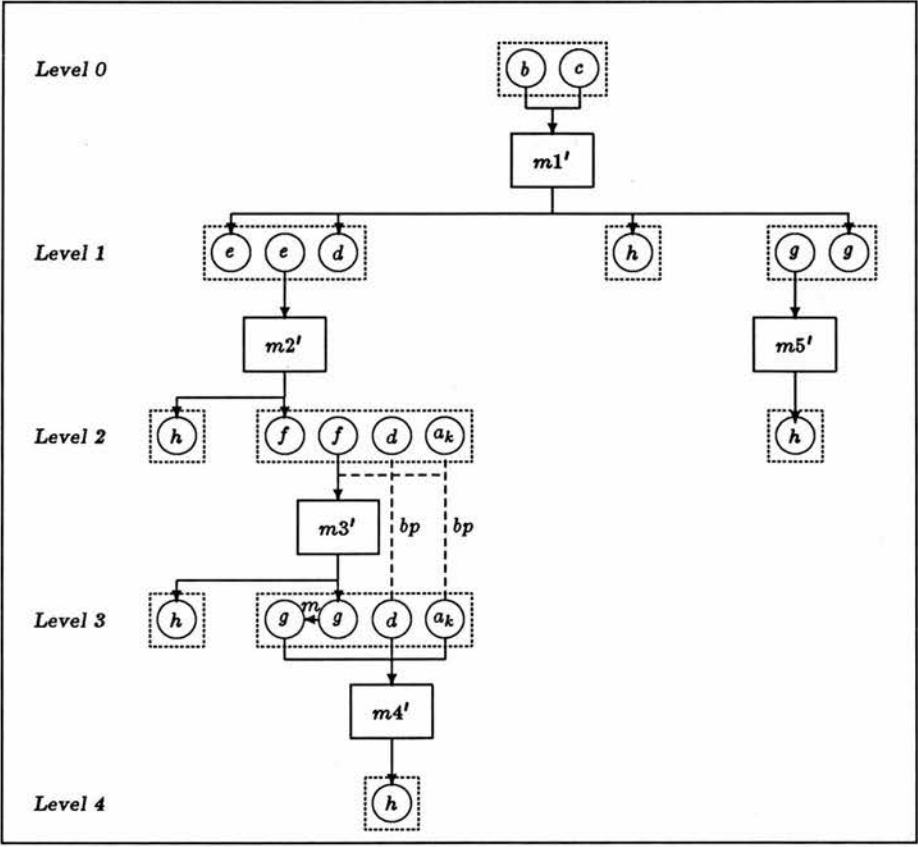 Level 0 b c
m1'
Level 1 e e d h g g
m2' m5'
Level 2 h f f d a_k h
m3' bp bp
Level 3 h g m g d a_k
m4'
Level 4 h